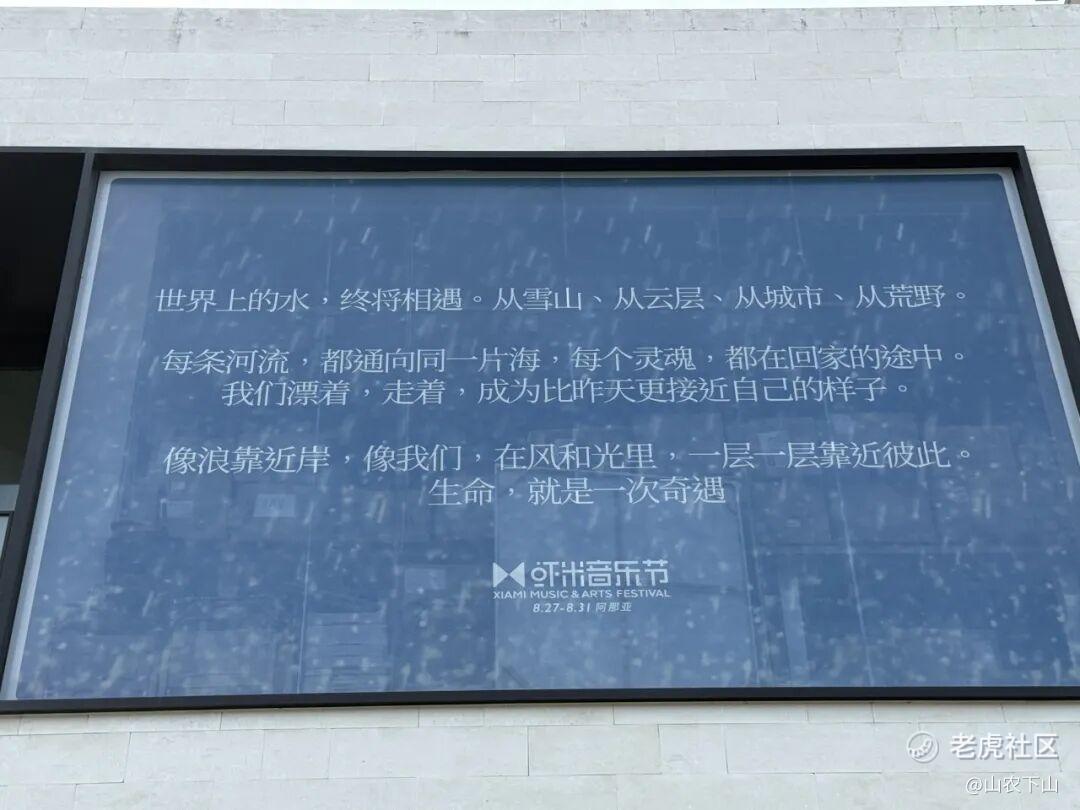 世界上的水，终将相遇。从雪山、从云层、从城市、从荒野。
每条河流，都通向同一片海，每个灵魂，都在回家的途中。
我们漂着，走着，成为比昨天更接近自己的样子。
像浪靠近岸，像我们，在风和光里，一层一层靠近彼此。
生命，就是一次奇遇
虾米音乐节
XIAMI MUSIC & ARTS FESTIVAL
8.27-8.31 阿那亚
老虎社区
@山农下山